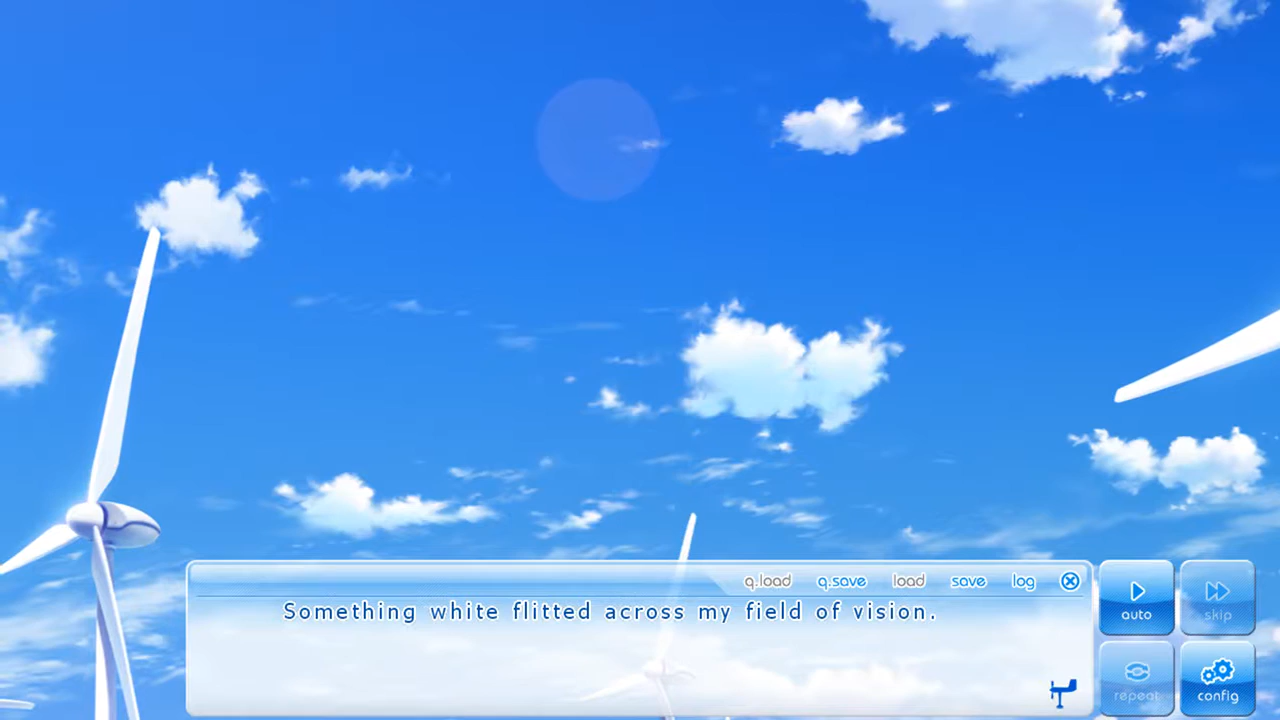 q.load q.save load save log
Something white flitted across my field of vision.
auto skip
repeat config